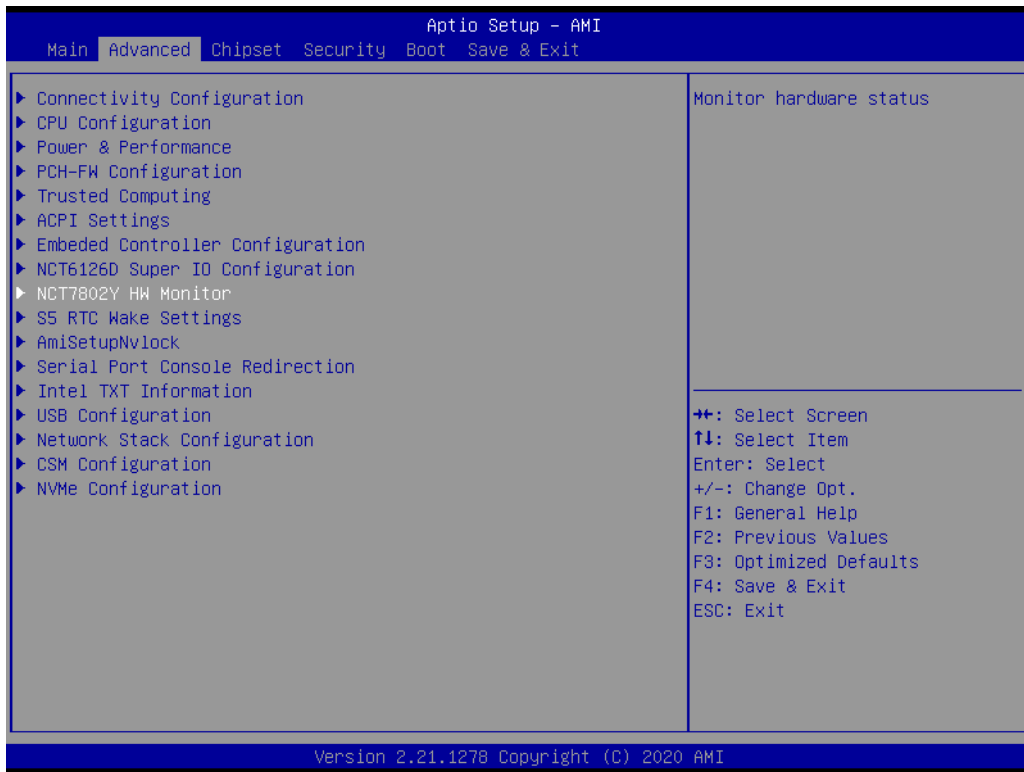 Aptio Setup – AMI
Main Advanced Chipset Security Boot Save & Exit
Connectivity Configuration
CPU Configuration
Power & Performance
PCH-FW Configuration
Trusted Computing
ACPI Settings
Embeded Controller Configuration
NCT6126D Super IO Configuration
NCT7802Y HW Monitor
S5 RTC Wake Settings
AmiSetupNvlock
Serial Port Console Redirection
Intel TXT Information
USB Configuration
Network Stack Configuration
CSM Configuration
NVMe Configuration
Monitor hardware status
→←: Select Screen
↑↓: Select Item
Enter: Select
+/-: Change Opt.
F1: General Help
F2: Previous Values
F3: Optimized Defaults
F4: Save & Exit
ESC: Exit
Version 2.21.1278 Copyright (C) 2020 AMI